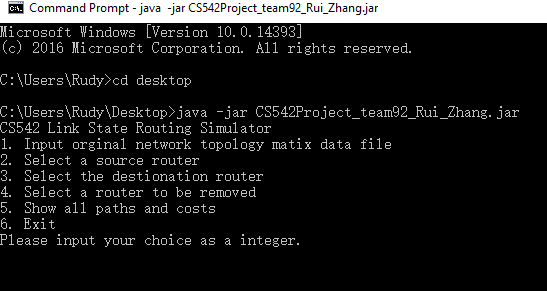 Command Prompt - java  -jar CS542Project_team92_Rui_Zhang.jar
Microsoft Windows [Version 10.0.14393]
(c) 2016 Microsoft Corporation. All rights reserved.
C:\Users\Rudy>cd desktop
C:\Users\Rudy\Desktop>java -jar CS542Project_team92_Rui_Zhang.jar
CS542 Link State Routing Simulator
1. Input orginal network topology matix data file
2. Select a source router
3. Select the destionation router
4. Select a router to be removed
5. Show all paths and costs
6. Exit
Please input your choice as a integer.